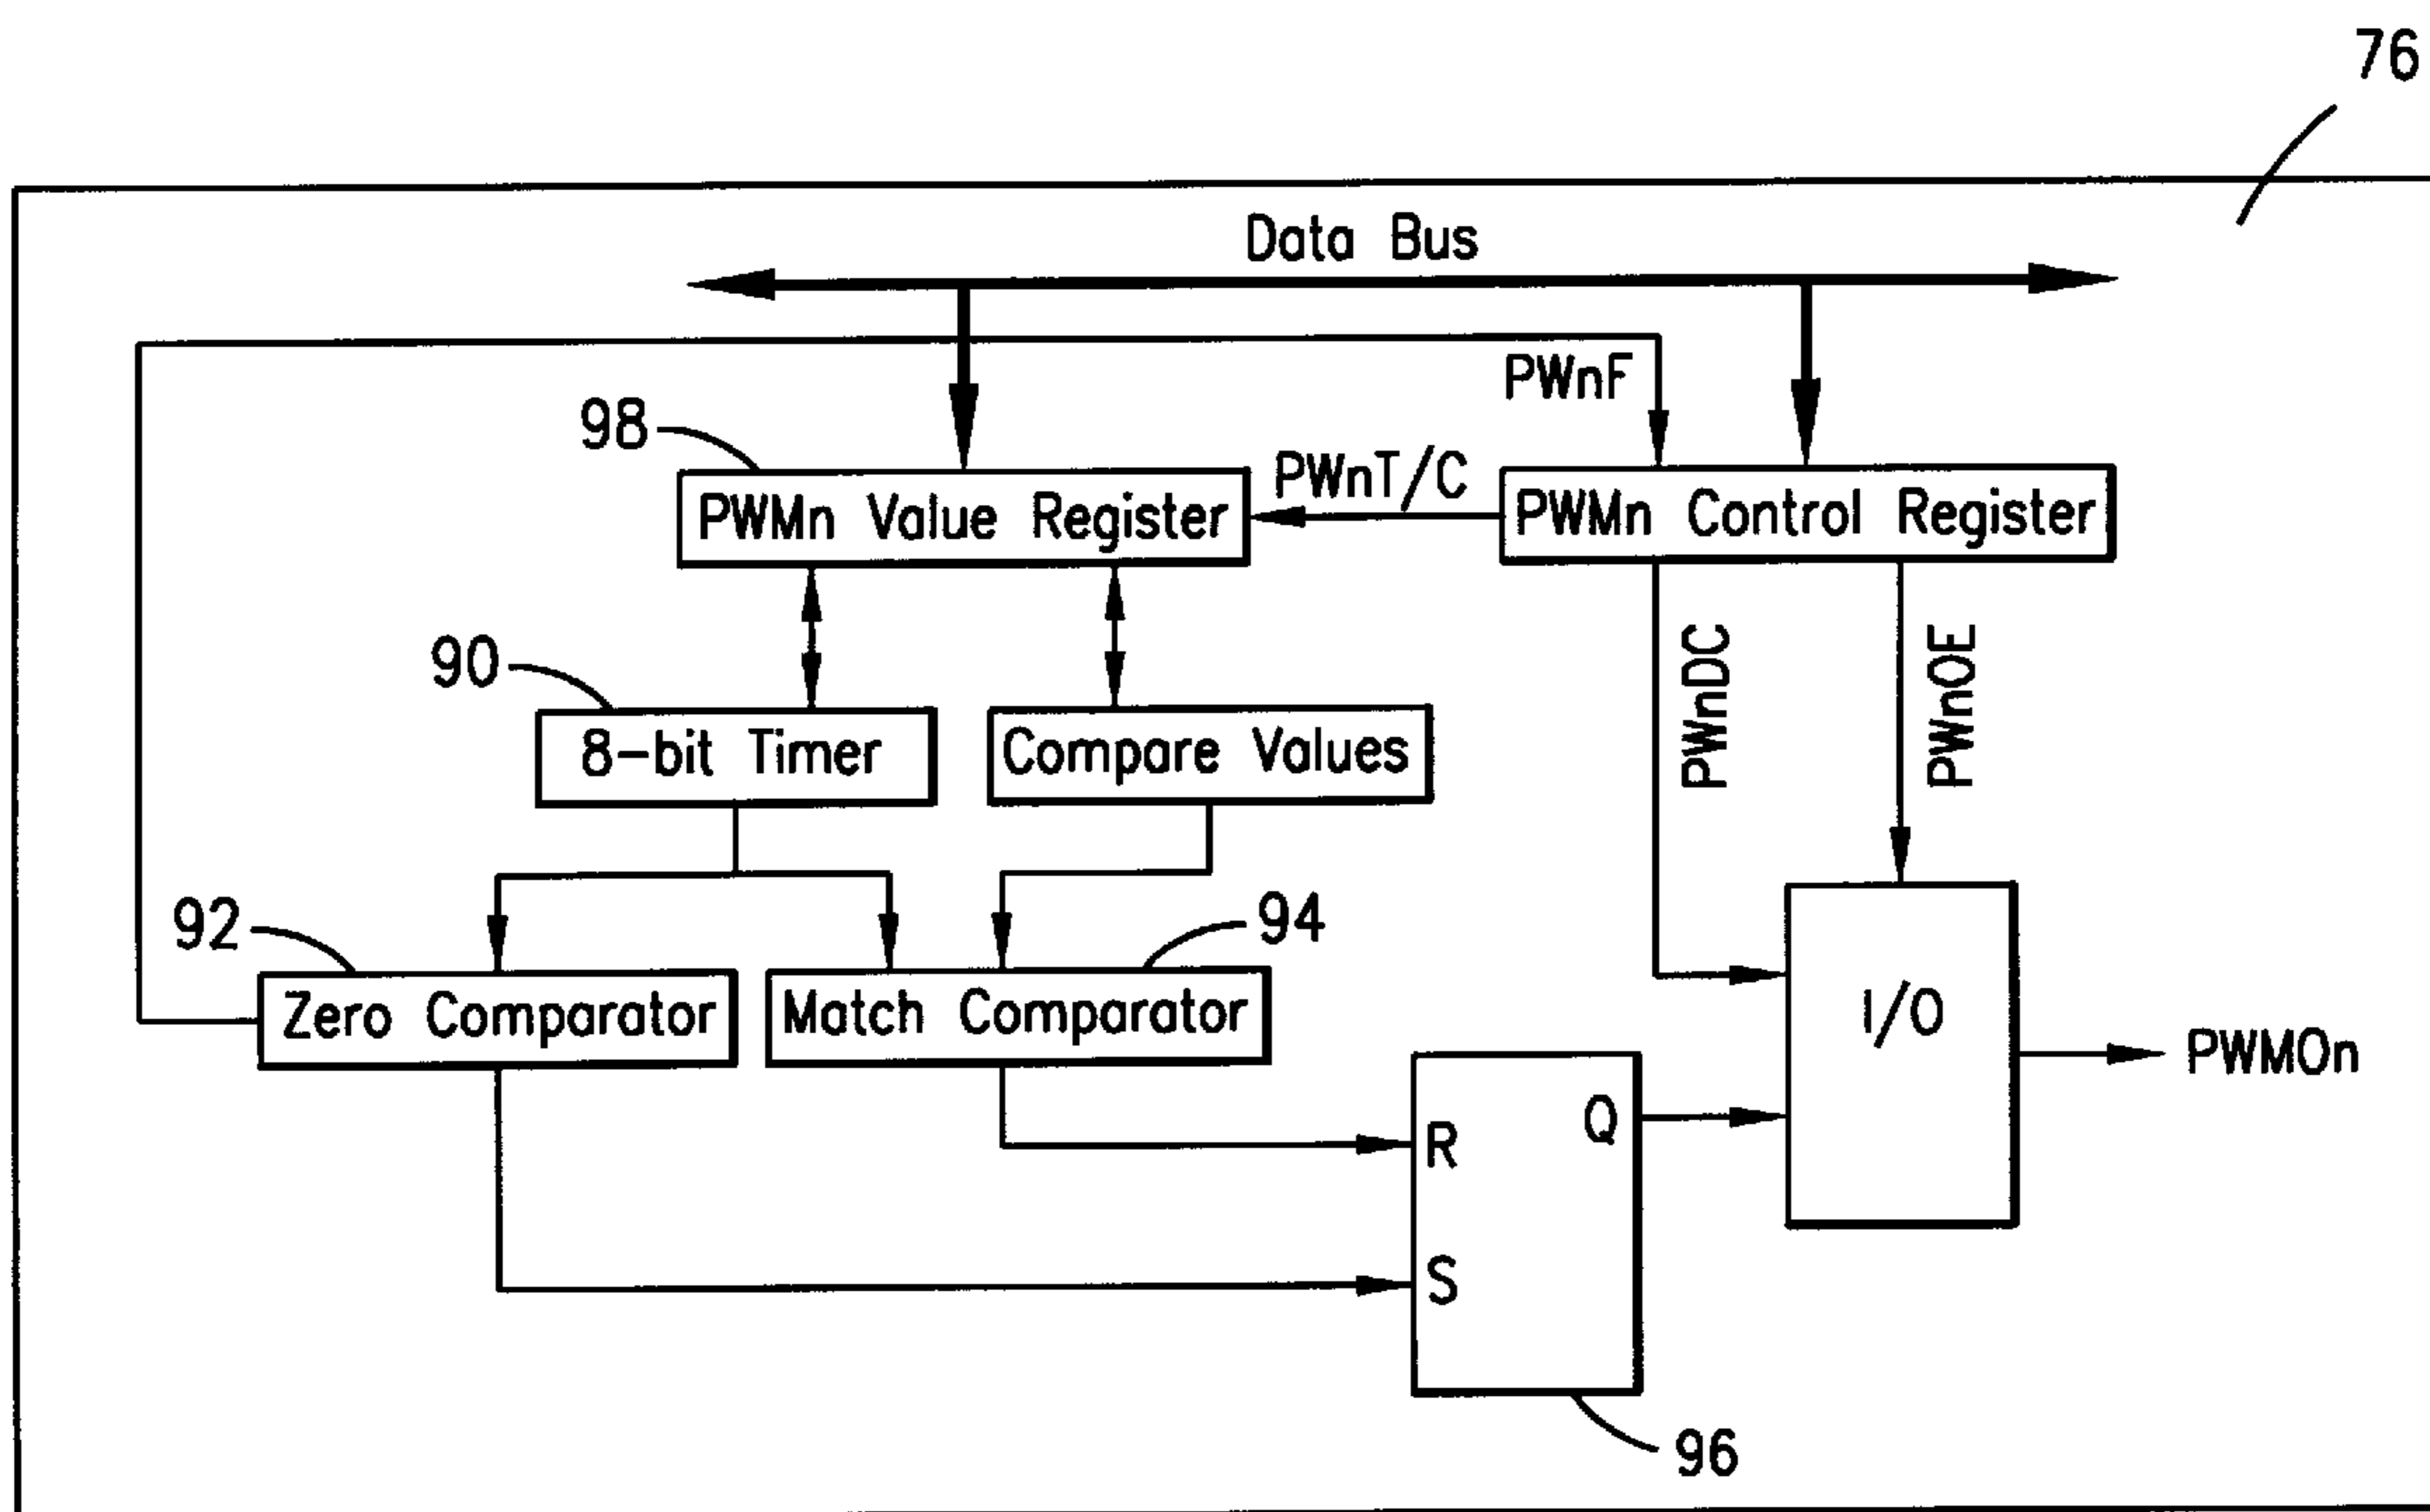 76
Data Bus
PWnF
98
PWnT/C
PWMn Value Register
PWMn Control Register
90
PWnDC
PWnOE
8-bit Timer
Compare Values
92
94
Zero Comparator
Match Comparator
I/O
PWMOn
Q
R
S
96